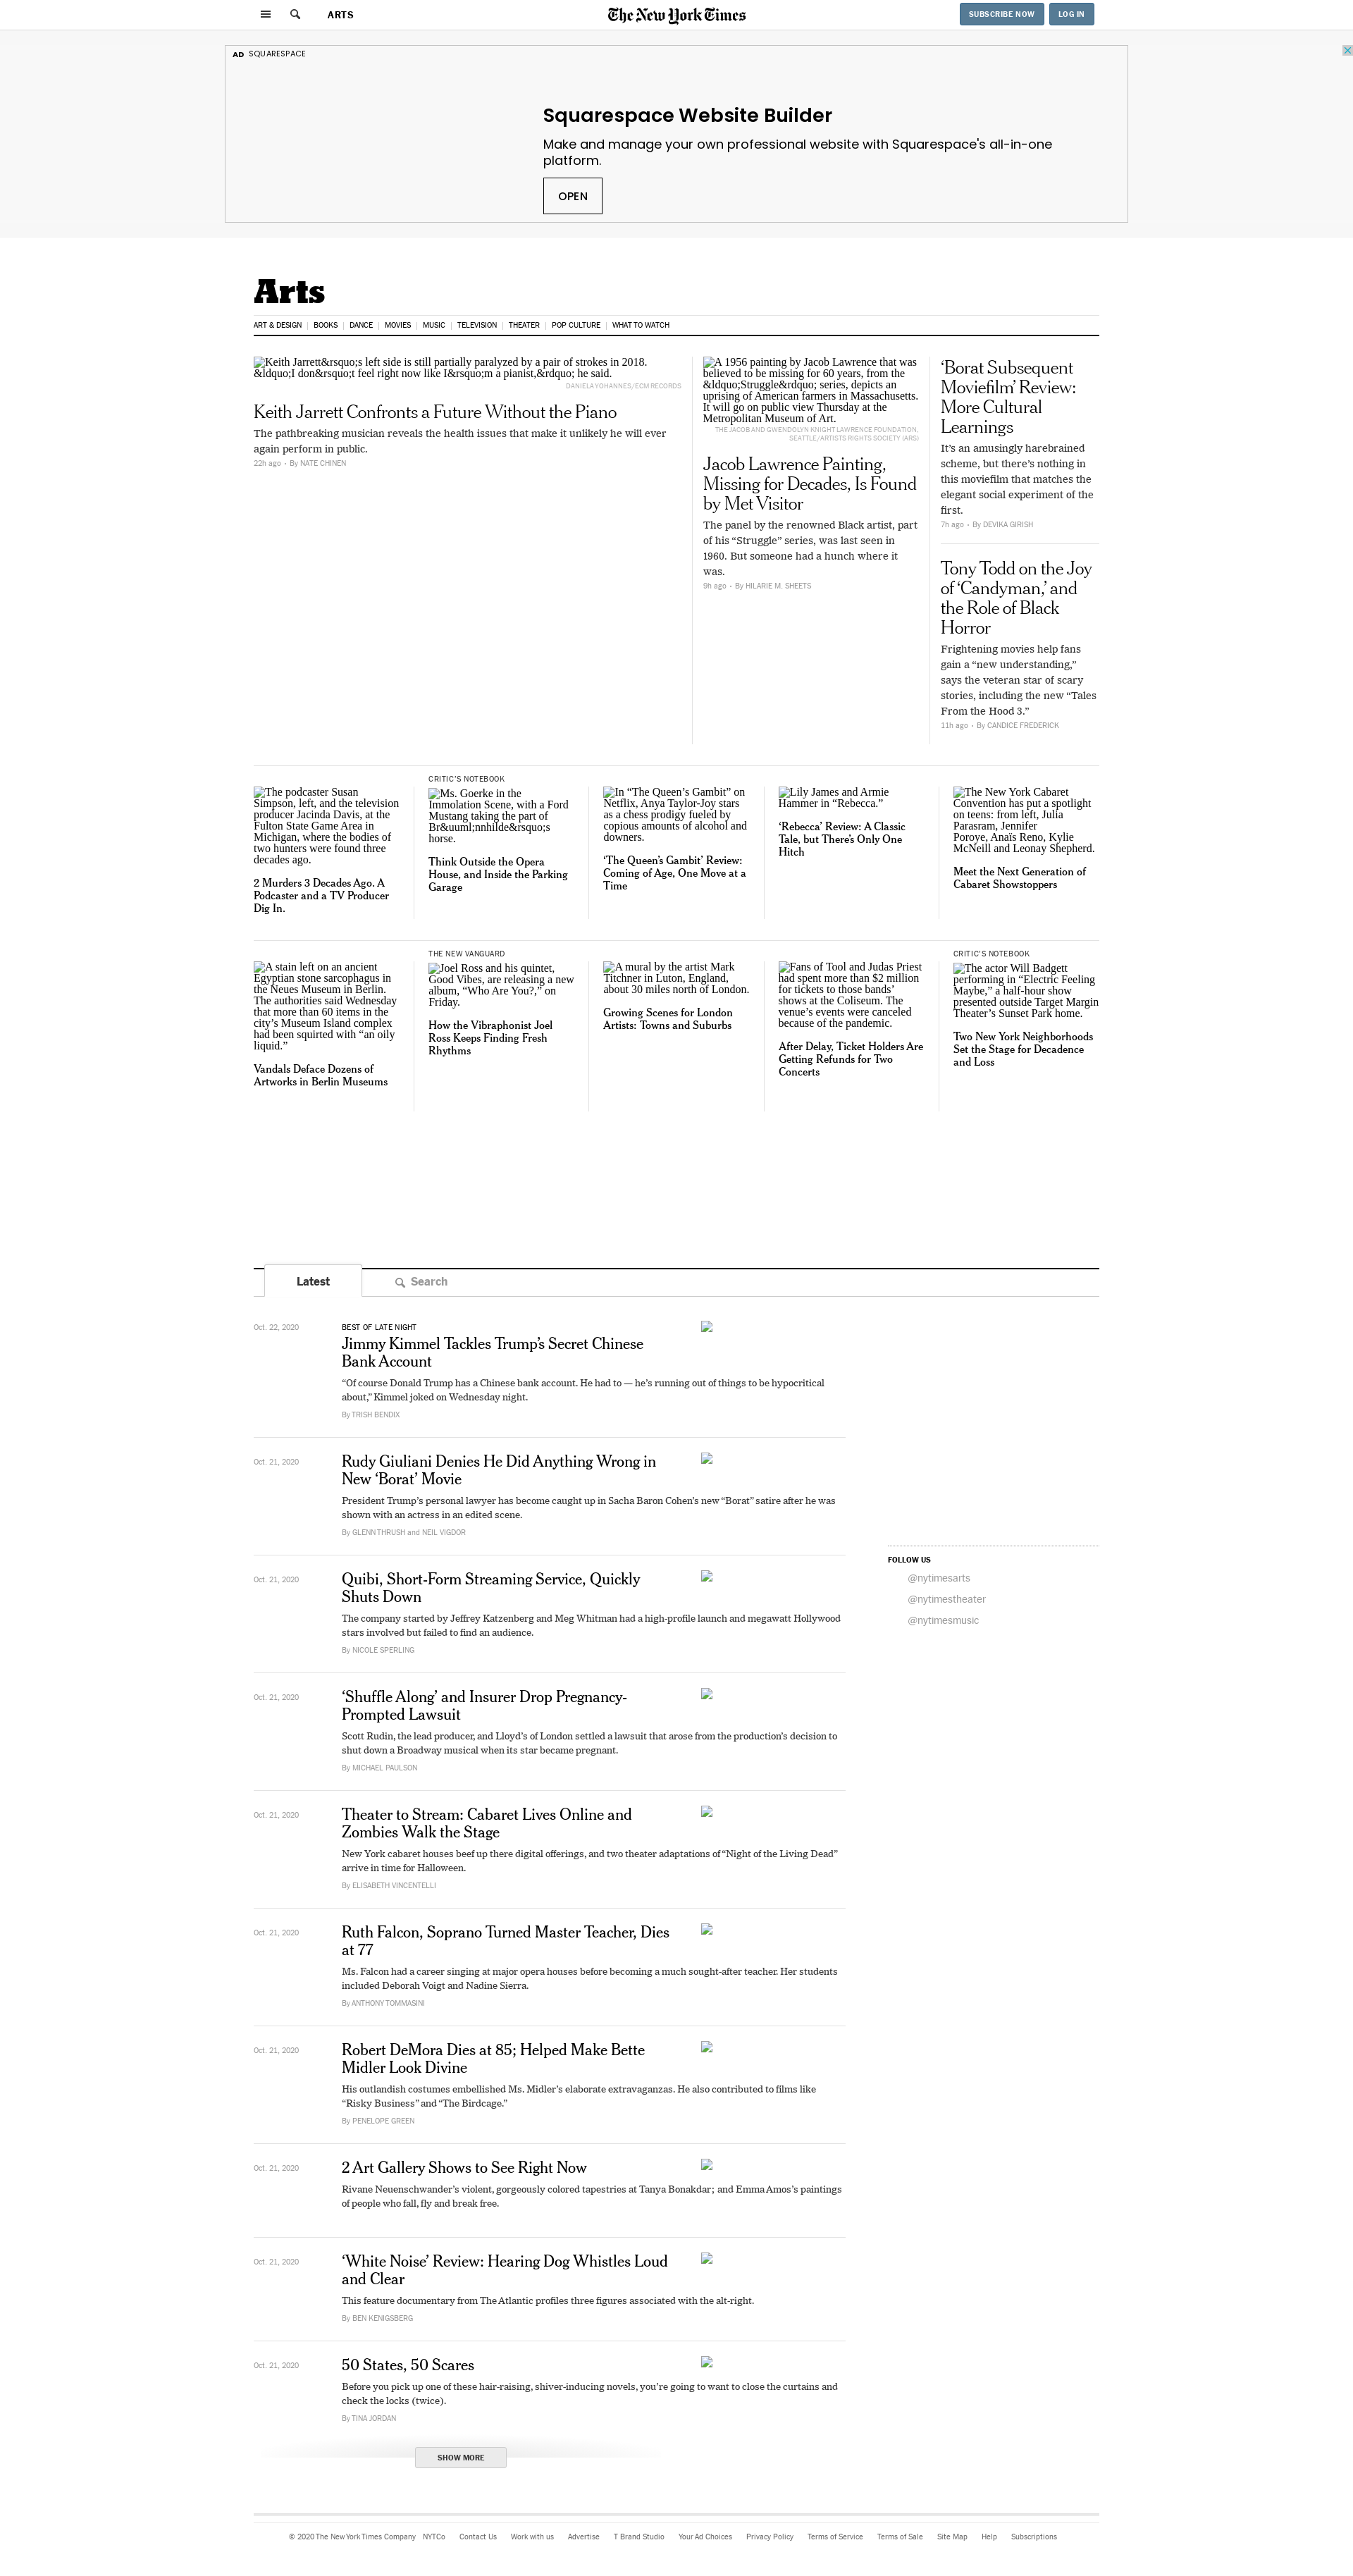 ARTS
The New York Times
SUBSCRIBE NOW
LOG IN
AD SQUARESPACE
Squarespace Website Builder
Make and manage your own professional website with Squarespace's all-in-one
platform.
OPEN
Arts
ART & DESIGN
BOOKS
DANCE
MOVIES
MUSIC
TELEVISION
THEATER
POP CULTURE
WHAT TO WATCH
Keith Jarrett&rsquo;s left side is still partially paralyzed by a pair of strokes in 2018.
&ldquo;I don&rsquo;t feel right now like I&rsquo;m a pianist,&rdquo; he said.
DANIELA YOHANNES/ECM RECORDS
Keith Jarrett Confronts a Future Without the Piano
The pathbreaking musician reveals the health issues that make it unlikely he will ever
again perform in public.
22h ago • By NATE CHINEN
A 1956 painting by Jacob Lawrence that was
believed to be missing for 60 years, from the
&ldquo;Struggle&rdquo; series, depicts an
uprising of American farmers in Massachusetts.
It will go on public view Thursday at the
Metropolitan Museum of Art.
THE JACOB AND GWENDOLYN KNIGHT LAWRENCE FOUNDATION,
SEATTLE/ARTISTS RIGHTS SOCIETY (ARS)
Jacob Lawrence Painting,
Missing for Decades, Is Found
by Met Visitor
The panel by the renowned Black artist, part
of his “Struggle” series, was last seen in
1960. But someone had a hunch where it
was.
9h ago • By HILARIE M. SHEETS
‘Borat Subsequent
Moviefilm’ Review:
More Cultural
Learnings
It’s an amusingly harebrained
scheme, but there’s nothing in
this moviefilm that matches the
elegant social experiment of the
first.
7h ago • By DEVIKA GIRISH
Tony Todd on the Joy
of ‘Candyman,’ and
the Role of Black
Horror
Frightening movies help fans
gain a “new understanding,”
says the veteran star of scary
stories, including the new “Tales
From the Hood 3.”
11h ago • By CANDICE FREDERICK
The podcaster Susan
Simpson, left, and the television
producer Jacinda Davis, at the
Fulton State Game Area in
Michigan, where the bodies of
two hunters were found three
decades ago.
2 Murders 3 Decades Ago. A
Podcaster and a TV Producer
Dig In.
CRITIC’S NOTEBOOK
Ms. Goerke in the
Immolation Scene, with a Ford
Mustang taking the part of
Br&uuml;nnhilde&rsquo;s
horse.
Think Outside the Opera
House, and Inside the Parking
Garage
In “The Queen’s Gambit” on
Netflix, Anya Taylor-Joy stars
as a chess prodigy fueled by
copious amounts of alcohol and
downers.
‘The Queen’s Gambit’ Review:
Coming of Age, One Move at a
Time
Lily James and Armie
Hammer in “Rebecca.”
‘Rebecca’ Review: A Classic
Tale, but There’s Only One
Hitch
The New York Cabaret
Convention has put a spotlight
on teens: from left, Julia
Parasram, Jennifer
Poroye, Anaïs Reno, Kylie
McNeill and Leonay Shepherd.
Meet the Next Generation of
Cabaret Showstoppers
A stain left on an ancient
Egyptian stone sarcophagus in
the Neues Museum in Berlin.
The authorities said Wednesday
that more than 60 items in the
city’s Museum Island complex
had been squirted with “an oily
liquid.”
Vandals Deface Dozens of
Artworks in Berlin Museums
THE NEW VANGUARD
Joel Ross and his quintet,
Good Vibes, are releasing a new
album, “Who Are You?,” on
Friday.
How the Vibraphonist Joel
Ross Keeps Finding Fresh
Rhythms
A mural by the artist Mark
Titchner in Luton, England,
about 30 miles north of London.
Growing Scenes for London
Artists: Towns and Suburbs
Fans of Tool and Judas Priest
had spent more than $2 million
for tickets to those bands’
shows at the Coliseum. The
venue’s events were canceled
because of the pandemic.
After Delay, Ticket Holders Are
Getting Refunds for Two
Concerts
CRITIC’S NOTEBOOK
The actor Will Badgett
performing in “Electric Feeling
Maybe,” a half-hour show
presented outside Target Margin
Theater’s Sunset Park home.
Two New York Neighborhoods
Set the Stage for Decadence
and Loss
Latest
Search
Oct. 22, 2020
BEST OF LATE NIGHT
Jimmy Kimmel Tackles Trump’s Secret Chinese
Bank Account
“Of course Donald Trump has a Chinese bank account. He had to — he’s running out of things to be hypocritical
about,” Kimmel joked on Wednesday night.
By TRISH BENDIX
Oct. 21, 2020
Rudy Giuliani Denies He Did Anything Wrong in
New ‘Borat’ Movie
President Trump’s personal lawyer has become caught up in Sacha Baron Cohen’s new “Borat” satire after he was
shown with an actress in an edited scene.
By GLENN THRUSH and NEIL VIGDOR
Oct. 21, 2020
Quibi, Short-Form Streaming Service, Quickly
Shuts Down
The company started by Jeffrey Katzenberg and Meg Whitman had a high-profile launch and megawatt Hollywood
stars involved but failed to find an audience.
By NICOLE SPERLING
Oct. 21, 2020
‘Shuffle Along’ and Insurer Drop Pregnancy-
Prompted Lawsuit
Scott Rudin, the lead producer, and Lloyd’s of London settled a lawsuit that arose from the production’s decision to
shut down a Broadway musical when its star became pregnant.
By MICHAEL PAULSON
Oct. 21, 2020
Theater to Stream: Cabaret Lives Online and
Zombies Walk the Stage
New York cabaret houses beef up there digital offerings, and two theater adaptations of “Night of the Living Dead”
arrive in time for Halloween.
By ELISABETH VINCENTELLI
Oct. 21, 2020
Ruth Falcon, Soprano Turned Master Teacher, Dies
at 77
Ms. Falcon had a career singing at major opera houses before becoming a much sought-after teacher. Her students
included Deborah Voigt and Nadine Sierra.
By ANTHONY TOMMASINI
Oct. 21, 2020
Robert DeMora Dies at 85; Helped Make Bette
Midler Look Divine
His outlandish costumes embellished Ms. Midler’s elaborate extravaganzas. He also contributed to films like
“Risky Business” and “The Birdcage.”
By PENELOPE GREEN
Oct. 21, 2020
2 Art Gallery Shows to See Right Now
Rivane Neuenschwander’s violent, gorgeously colored tapestries at Tanya Bonakdar; and Emma Amos’s paintings
of people who fall, fly and break free.
Oct. 21, 2020
‘White Noise’ Review: Hearing Dog Whistles Loud
and Clear
This feature documentary from The Atlantic profiles three figures associated with the alt-right.
By BEN KENIGSBERG
Oct. 21, 2020
50 States, 50 Scares
Before you pick up one of these hair-raising, shiver-inducing novels, you’re going to want to close the curtains and
check the locks (twice).
By TINA JORDAN
SHOW MORE
FOLLOW US
@nytimesarts
@nytimestheater
@nytimesmusic
© 2020 The New York Times Company NYTCo Contact Us Work with us Advertise T Brand Studio Your Ad Choices Privacy Policy Terms of Service Terms of Sale Site Map Help Subscriptions